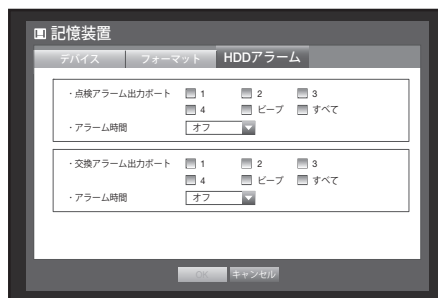 記憶装置
デバイス フォーマット HDDアラーム
・点検アラーム出力ポート 1 2 3
4 ビープ すべて
・アラーム時間 オフ
・交換アラーム出力ポート 1 2 3
4 ビープ すべて
・アラーム時間 オフ
OK キャンセル